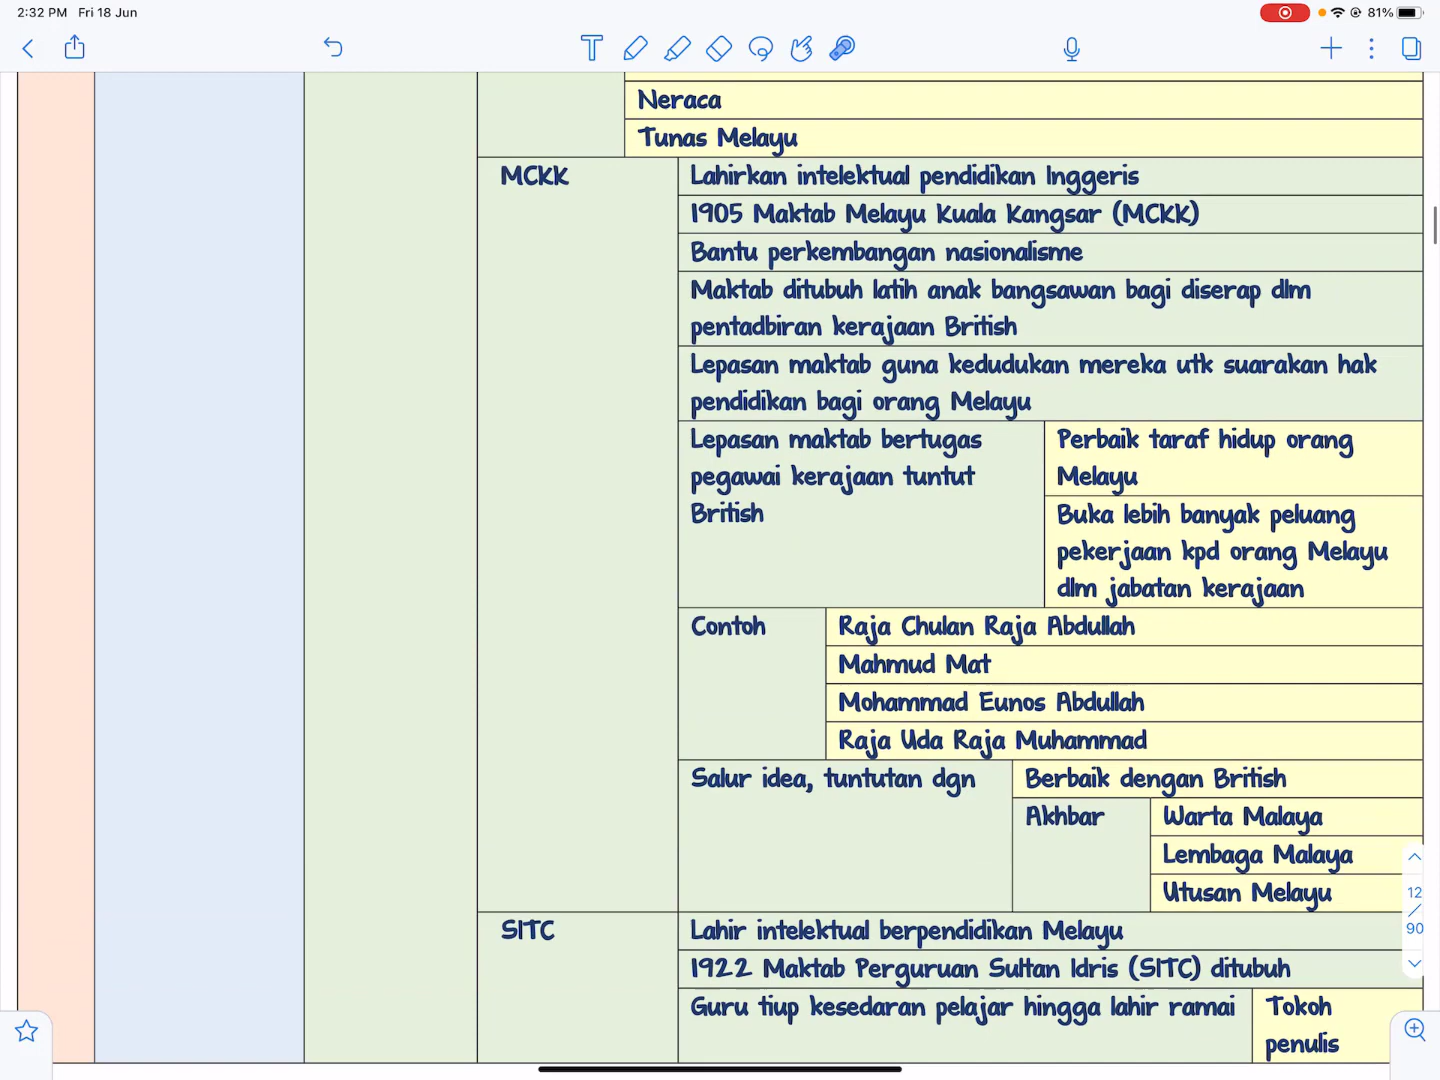 2:32 PM Fri 18 Jun
81%
Neraca
Tunas Melayu
MCKK
Lahirkan intelektual pendidikan Inggeris
1905 Maktab Melayu Kuala Kangsar (MCKK)
Bantu perkembangan nasionalisme
Maktab ditubuh latih anak bangsawan bagi diserap dlm
pentadbiran kerajaan British
Lepasan maktab guna kedudukan mereka utk suarakan hak
pendidikan bagi orang Melayu
Lepasan maktab bertugas
pegawai kerajaan tuntut
British
Perbaik taraf hidup orang
Melayu
Buka lebih banyak peluang
pekerjaan kpd orang Melayu
dlm jabatan kerajaan
Contoh
Raja Chulan Raja Abdullah
Mahmud Mat
Mohammad Eunos Abdullah
Raja Uda Raja Muhammad
Salur idea, tuntutan dgn
Berbaik dengan British
Akhbar
Warta Malaya
Lembaga Malaya
Utusan Melayu
12
/
90
SITC
Lahir intelektual berpendidikan Melayu
1922 Maktab Perguruan Sultan Idris (SITC) ditubuh
Guru tiup kesedaran pelajar hingga lahir ramai
Tokoh
penulis